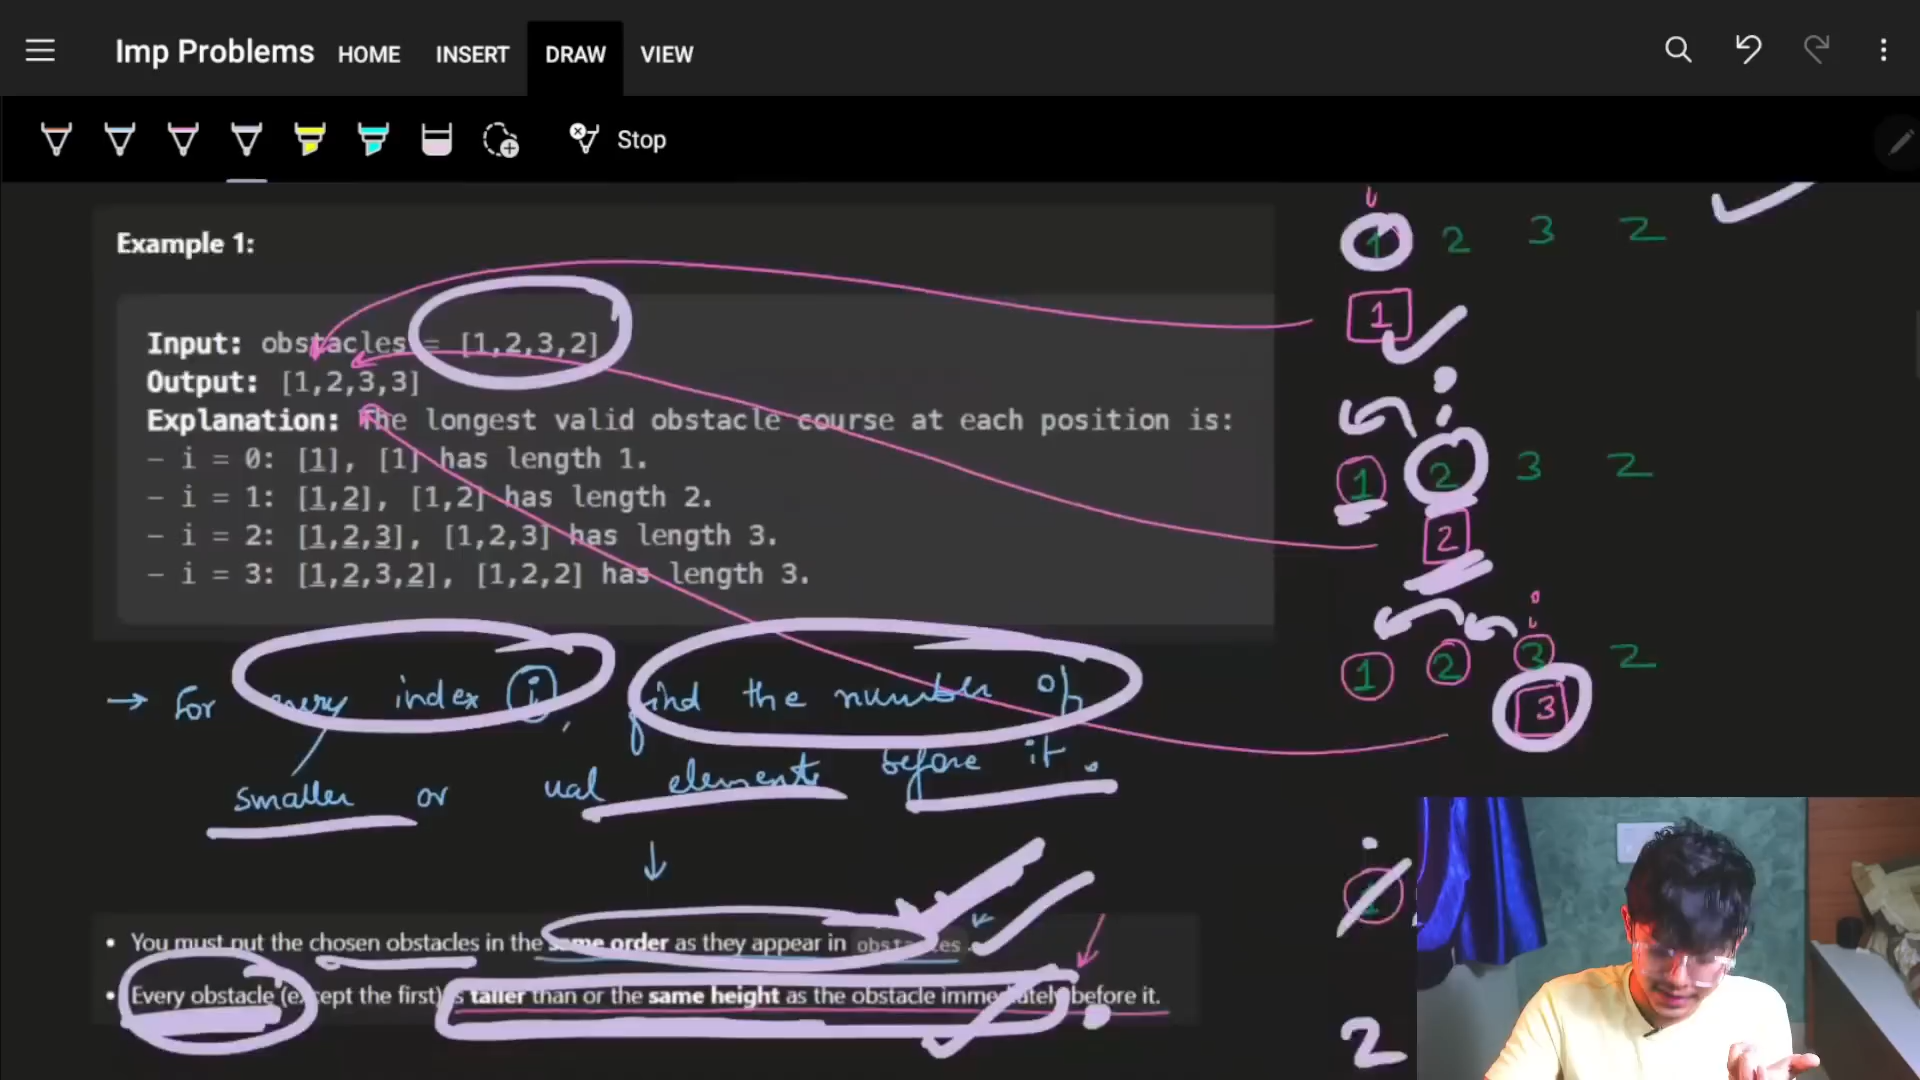 Imp Problems HOME INSERT DRAW VIEW
Stop
Example 1:
Input: obstacles = [1,2,3,2]
Output: [1,2,3,3]
Explanation: The longest valid obstacle course at each position is:
- i = 0: [1], [1] has length 1.
- i = 1: [1,2], [1,2] has length 2.
- i = 2: [1,2,3], [1,2,3] has length 3.
- i = 3: [1,2,3,2], [1,2,2] has length 3.
→ For every index i, find the number of
smaller or ual elements before it.
• You must put the chosen obstacles in the same order as they appear in obstacles.
• Every obstacle (except the first) is taller than or the same height as the obstacle immediately before it.
i
1 2 3 2
1
1 2 3 2
2
i
1 2 3 2
3
2